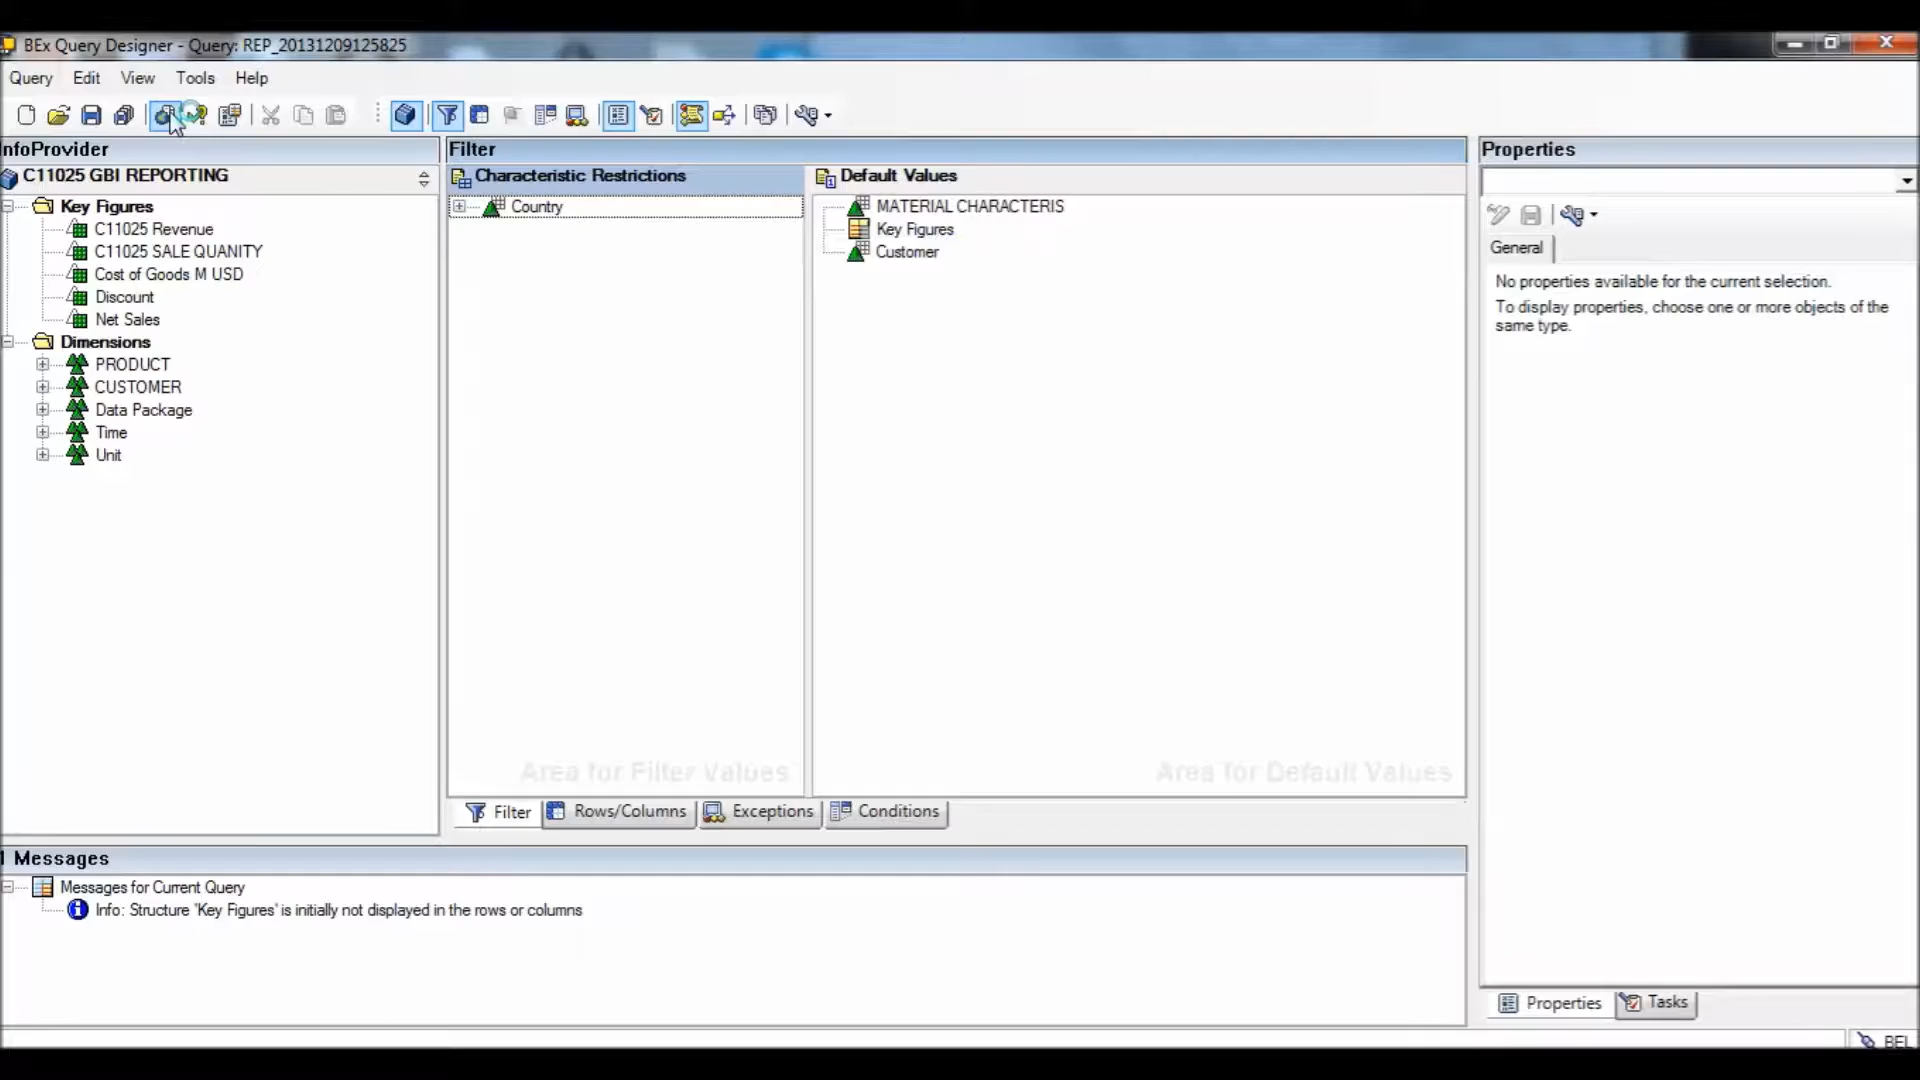 BEx Query Designer - Query: REP_20131209125825
Query Edit View Tools Help
InfoProvider
Filter
Properties
C11025 GBI REPORTING
Characteristic Restrictions
Default Values
Key Figures
Country
MATERIAL CHARACTERIS
C11025 Revenue
Key Figures
C11025 SALE QUANITY
Customer
General
Cost of Goods M USD
No properties available for the current selection.
Discount
To display properties, choose one or more objects of the
same type.
Net Sales
Dimensions
PRODUCT
CUSTOMER
Data Package
Time
Unit
Area for Filter Values
Area for Default Values
Filter
Rows/Columns
Exceptions
Conditions
Messages
Messages for Current Query
Info: Structure 'Key Figures' is initially not displayed in the rows or columns
Properties
Tasks
BEL